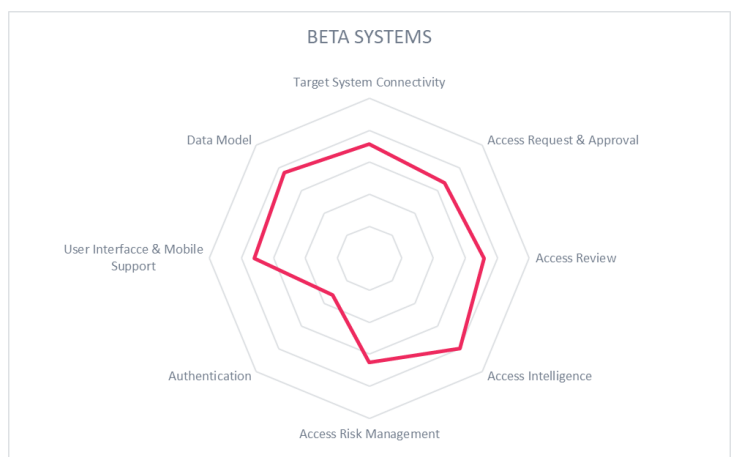 BETA SYSTEMS
Target System Connectivity
Data Model
Access Request & Approval
User Interfacce & Mobile
Support
Access Review
Authentication
Access Intelligence
Access Risk Management